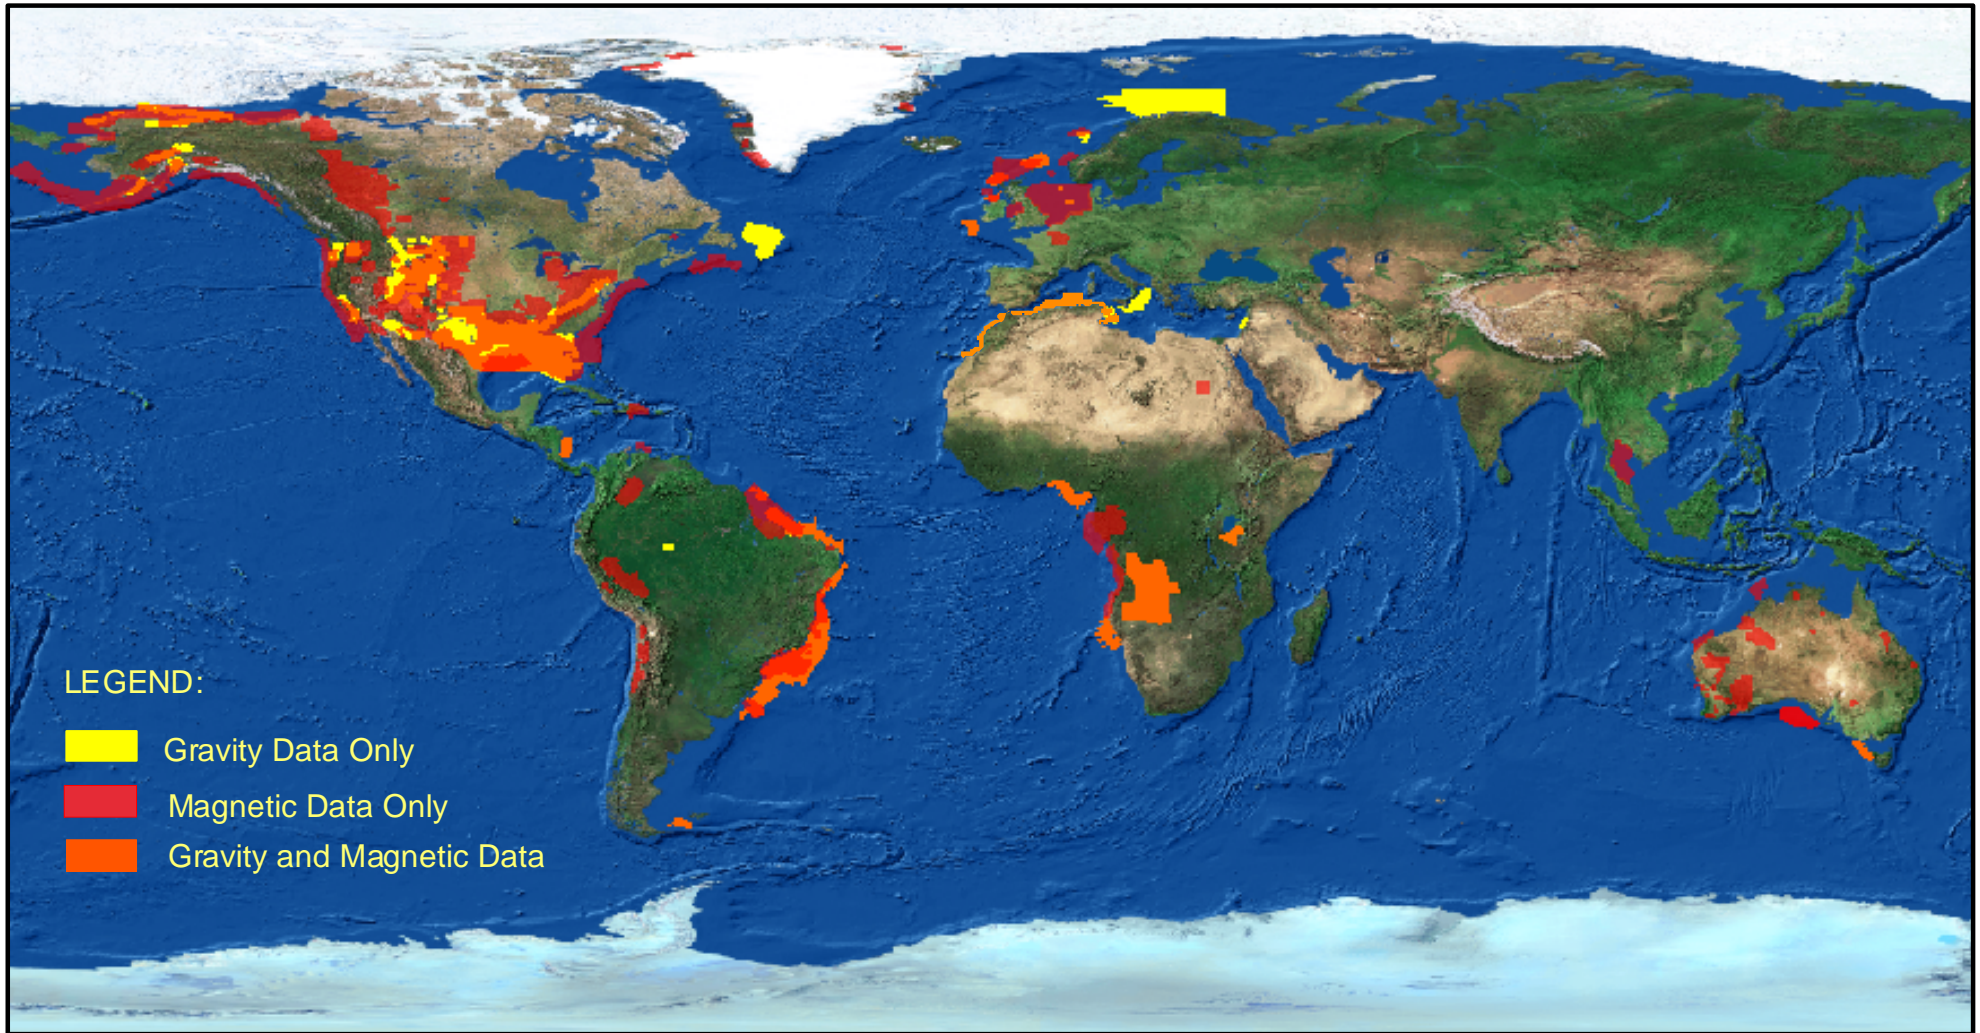 LEGEND:
Gravity Data Only
Magnetic Data Only
Gravity and Magnetic Data